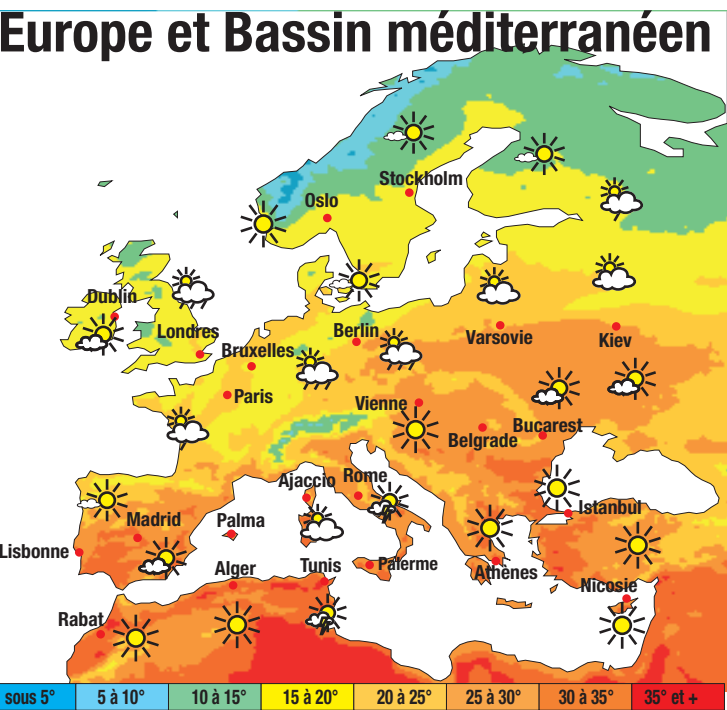 Europe et Bassin méditerranéen
Stockholm
Oslo
Dublin
Londres
Berlin
Varsovie
Kiev
Bruxelles
Paris
Vienne
Bucarest
Belgrade
Ajaccio
Rome
Madrid
Palma
Istanbul
Lisbonne
Alger
Tunis
Palerme
Athènes
Nicosie
Rabat
sous 5° 5 à 10° 10 à 15° 15 à 20° 20 à 25° 25 à 30° 30 à 35° 35° et +